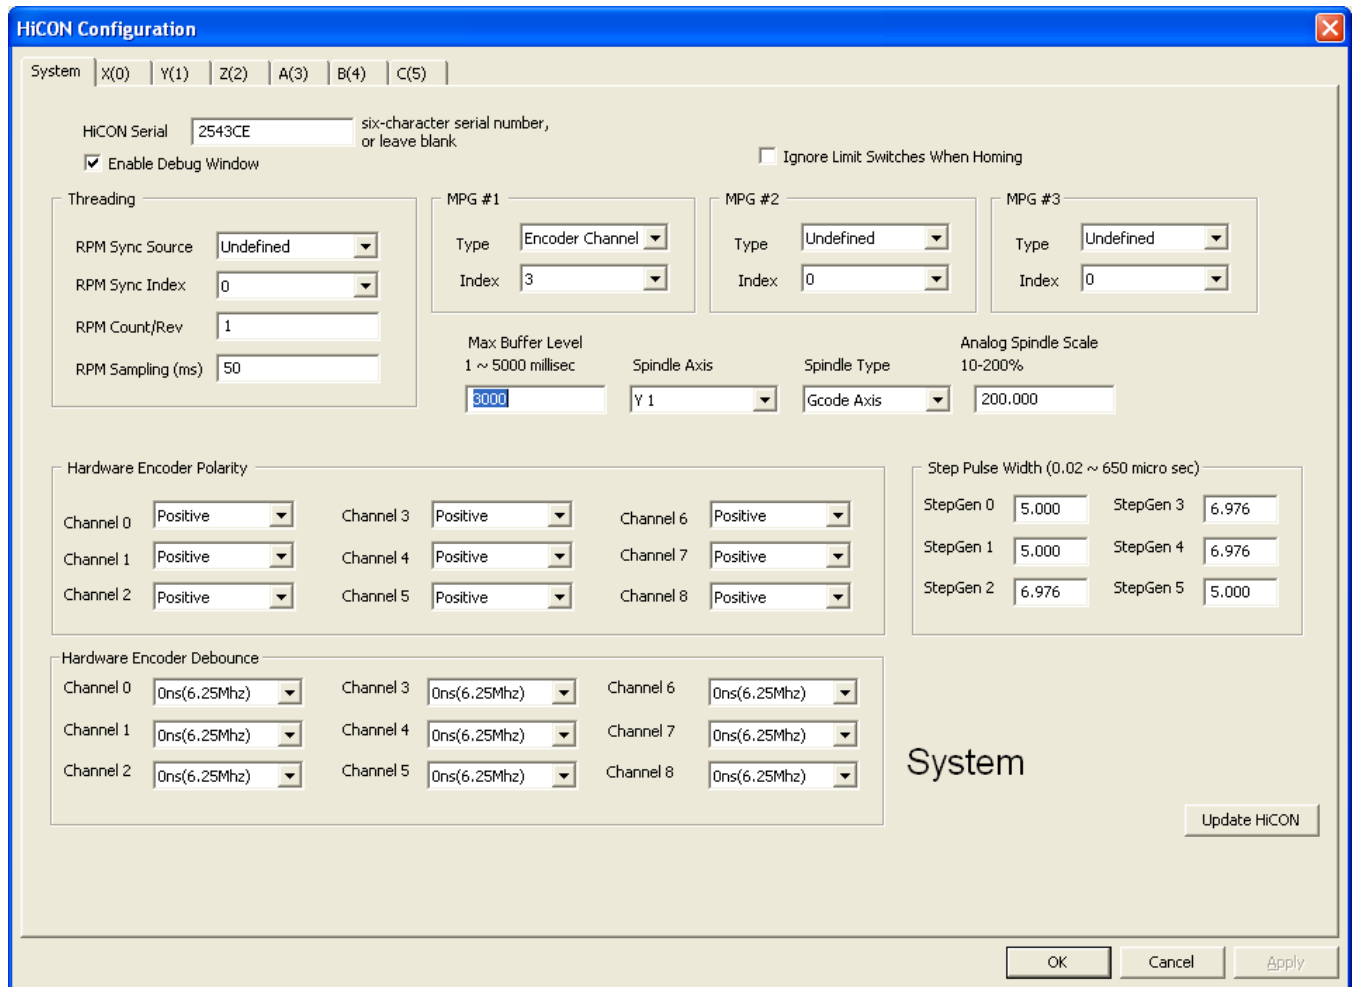 HiCON Configuration
System X(0) Y(1) Z(2) A(3) B(4) C(5)
HiCON Serial 2543CE six-character serial number,
or leave blank
Enable Debug Window
Ignore Limit Switches When Homing
Threading
RPM Sync Source Undefined
RPM Sync Index 0
RPM Count/Rev 1
RPM Sampling (ms) 50
MPG #1
Type Encoder Channel
Index 3
MPG #2
Type Undefined
Index 0
MPG #3
Type Undefined
Index 0
Max Buffer Level
1 ~ 5000 millisec
3000
Spindle Axis
Y 1
Spindle Type
Gcode Axis
Analog Spindle Scale
10-200%
200.000
Hardware Encoder Polarity
Channel 0 Positive Channel 3 Positive Channel 6 Positive
Channel 1 Positive Channel 4 Positive Channel 7 Positive
Channel 2 Positive Channel 5 Positive Channel 8 Positive
Step Pulse Width (0.02 ~ 650 micro sec)
StepGen 0 5.000 StepGen 3 6.976
StepGen 1 5.000 StepGen 4 6.976
StepGen 2 6.976 StepGen 5 5.000
Hardware Encoder Debounce
Channel 0 0ns(6.25Mhz) Channel 3 0ns(6.25Mhz) Channel 6 0ns(6.25Mhz)
Channel 1 0ns(6.25Mhz) Channel 4 0ns(6.25Mhz) Channel 7 0ns(6.25Mhz)
Channel 2 0ns(6.25Mhz) Channel 5 0ns(6.25Mhz) Channel 8 0ns(6.25Mhz)
System
Update HiCON
OK Cancel Apply